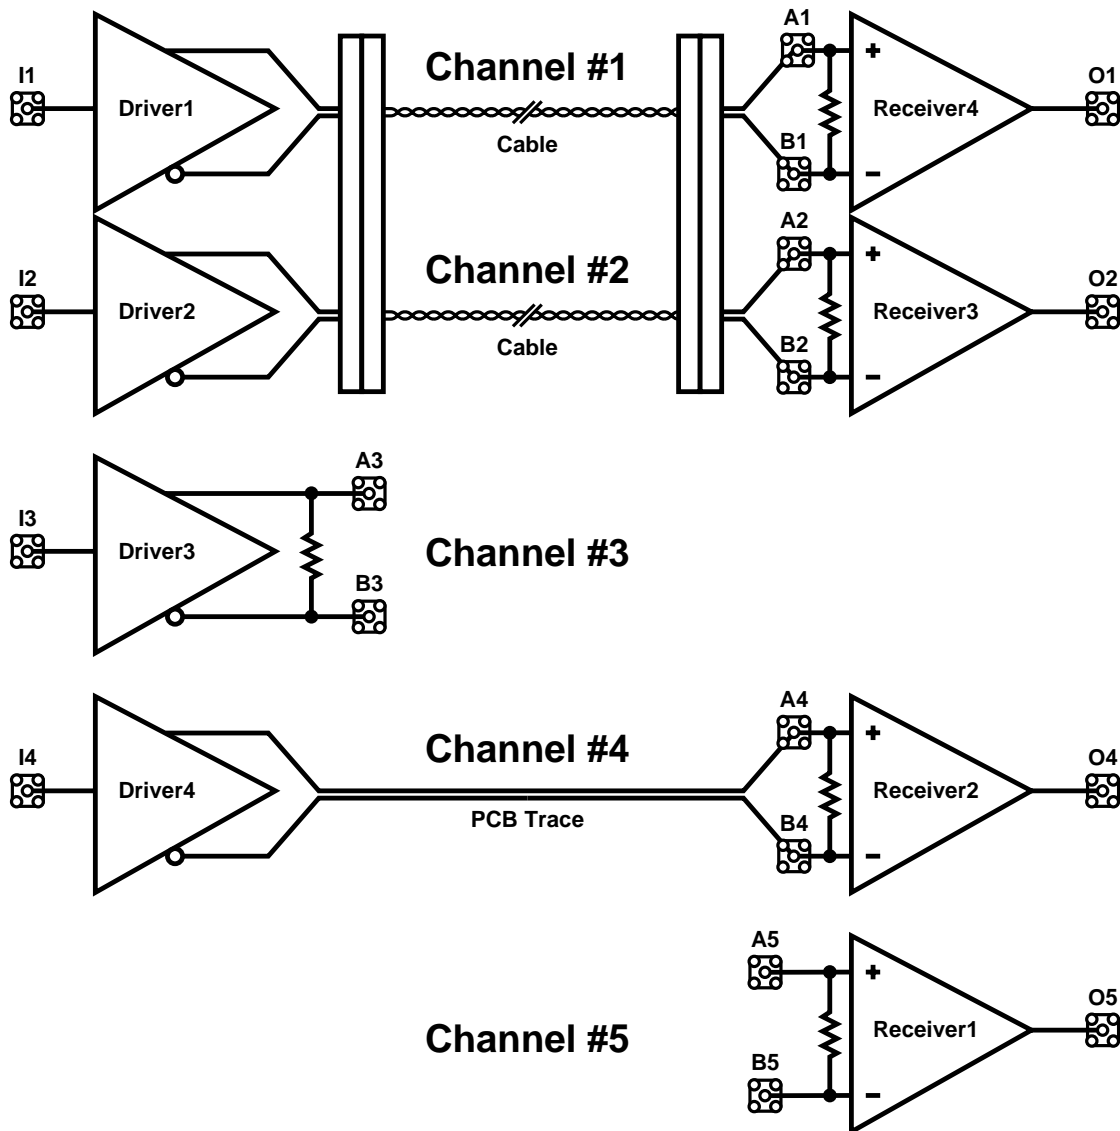 A1
Channel #1
I1
O1
Driver1
+
Receiver4
Cable
B1
−
A2
Channel #2
I2
O2
Driver2
+
Receiver3
Cable
B2
−
A3
I3
Driver3
Channel #3
B3
A4
Channel #4
I4
O4
Driver4
+
Receiver2
PCB Trace
B4
−
A5
+
O5
Channel #5
Receiver1
B5
−